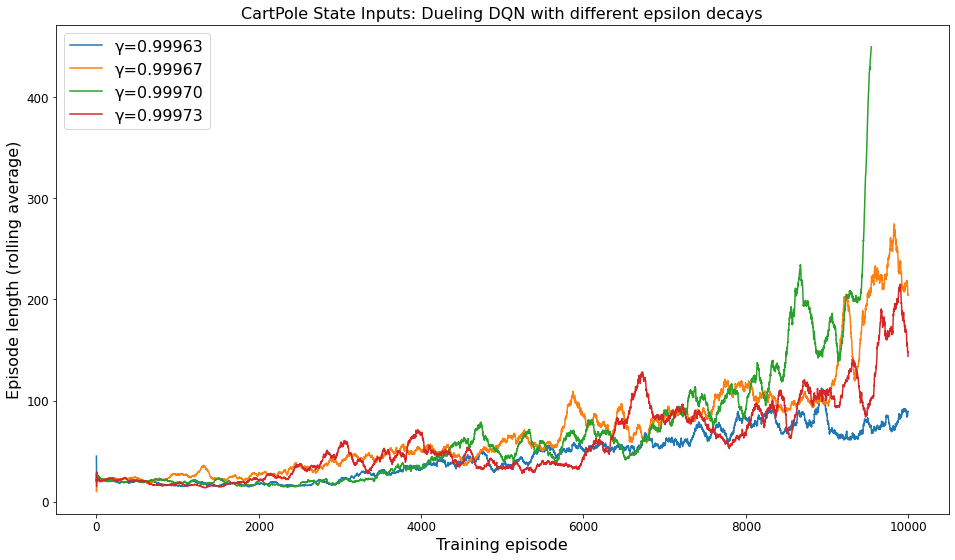 CartPole State Inputs: Dueling DQN with different epsilon decays
γ=0.99963
γ=0.99967
γ=0.99970
γ=0.99973
Episode length (rolling average)
400
300
200
100
0
0 2000 4000 6000 8000 10000
Training episode